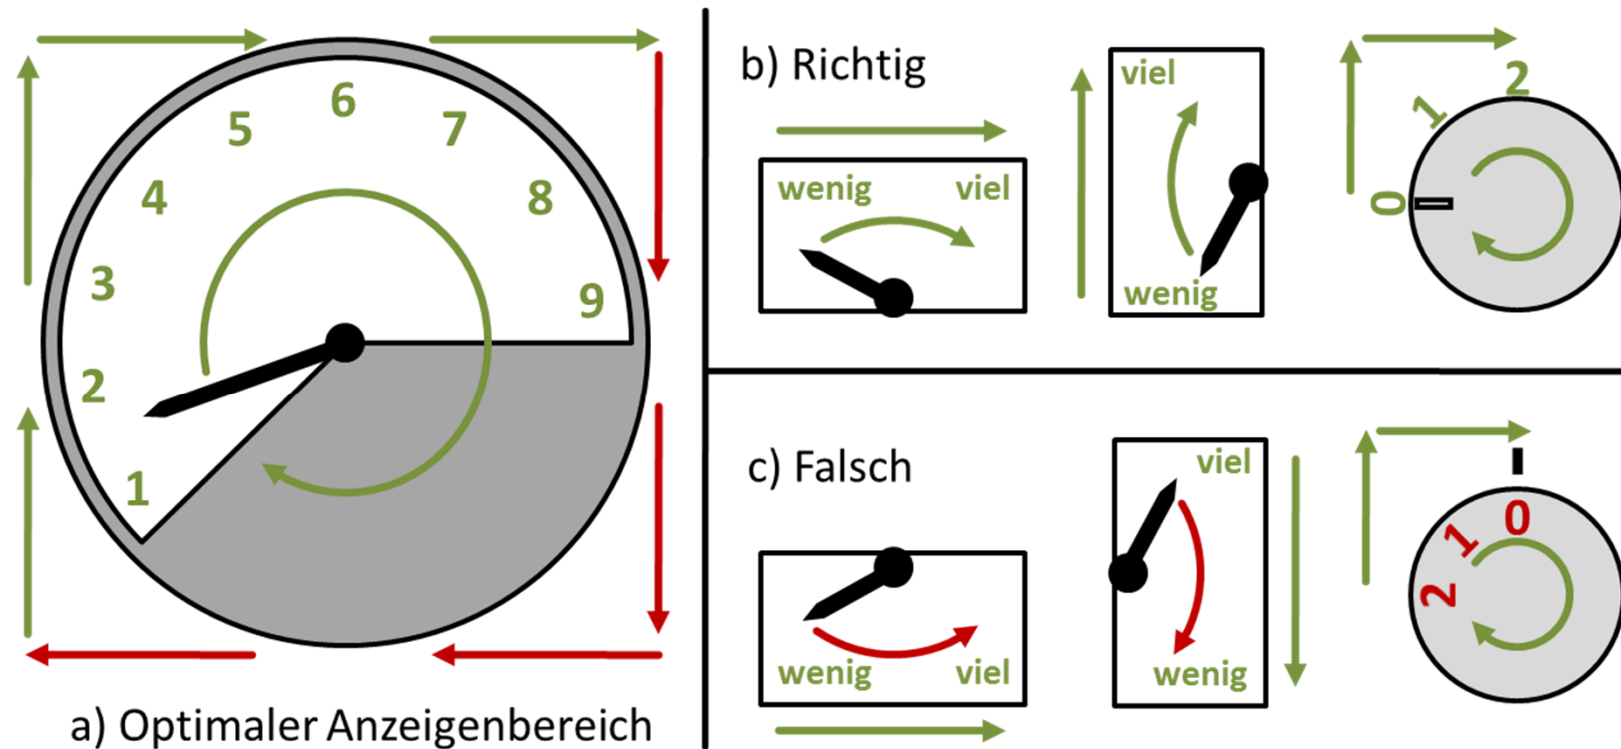 1
2
3
4
5
6
7
8
9
a) Optimaler Anzeigenbereich
b) Richtig
wenig viel
viel
wenig
0
1
2
c) Falsch
wenig viel
viel
wenig
2
1
0